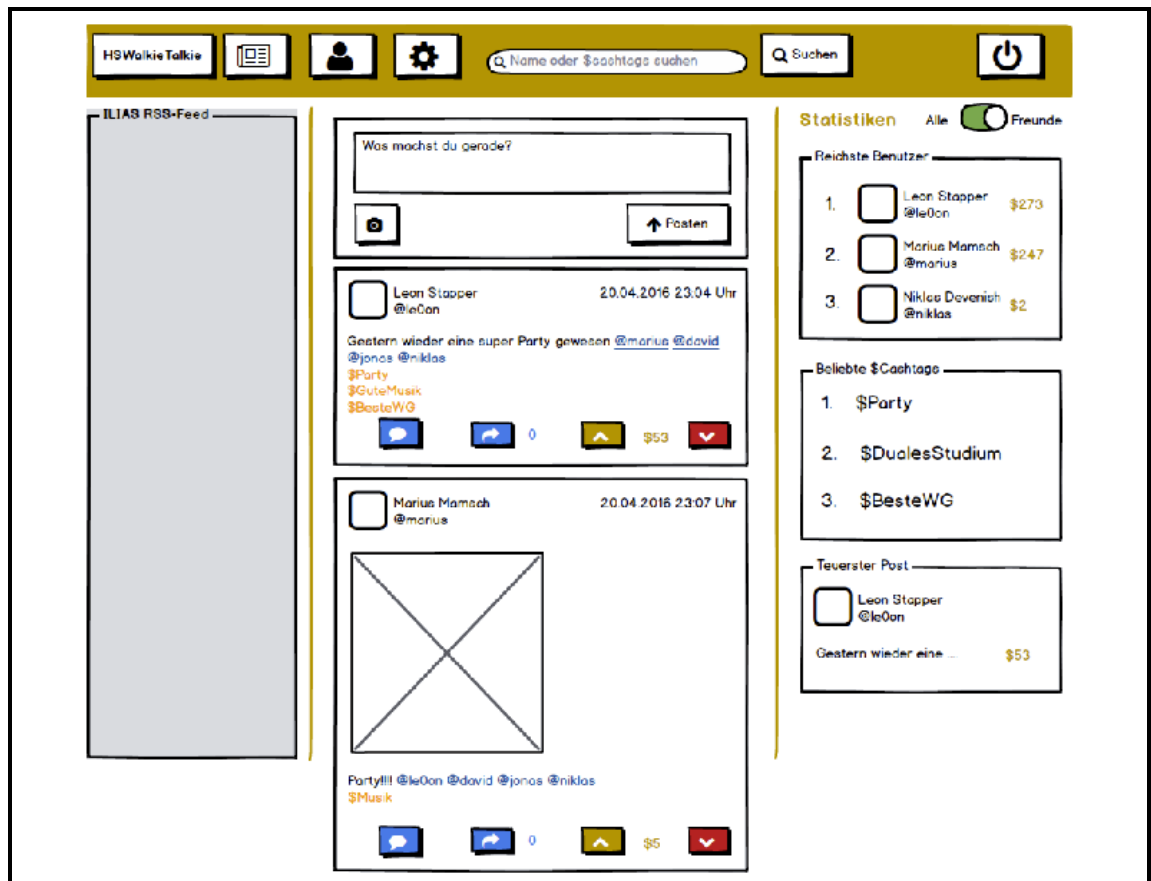 HSWalkieTalkie
Name oder $cashtags suchen
Suchen
ILIAS RSS-Feed
Was machst du gerade?
Posten
Leon Stapper
20.04.2016 23:04 Uhr
@le0on
Gestern wieder eine super Party gewesen @marius @david
@jonas @niklas
$Party
$GuteMusik
$BesteWG
0
$53
Marius Mamsch
20.04.2016 23:07 Uhr
@marius
Party!!!! @le0on @david @jonas @niklas
$Musik
0
$5
Statistiken
Alle
Freunde
Reichste Benutzer
1. Leon Stapper $273
@le0on
2. Marius Mamsch $247
@marius
3. Niklas Devenish $2
@niklas
Beliebte $Cashtags
1. $Party
2. $DualesStudium
3. $BesteWG
Teuerster Post
Leon Stapper
@le0on
Gestern wieder eine ... $53